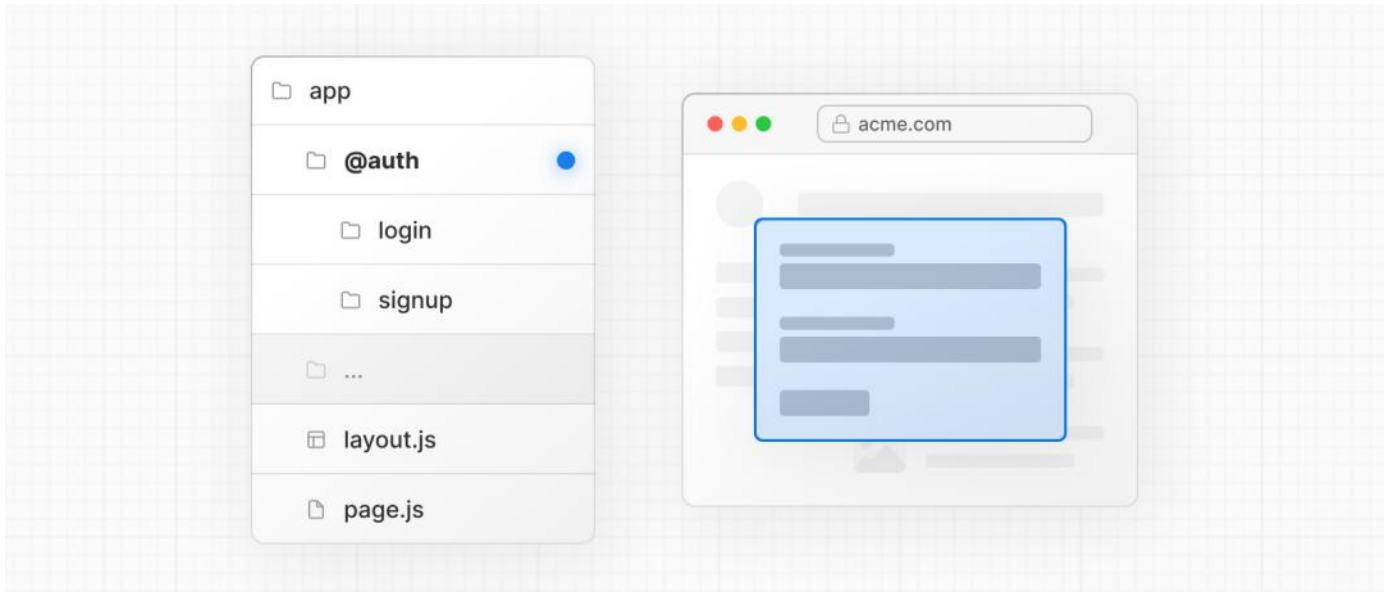 app
@auth
login
signup
...
layout.js
page.js
acme.com